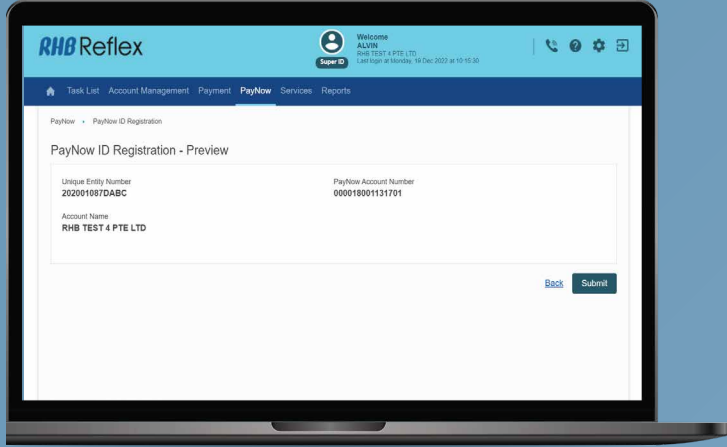 RHB Reflex
Super ID
Welcome
ALVIN
RHB TEST 4 PTE LTD
Last login at Monday, 19 Dec 2022 at 10:15:30
Task List Account Management Payment PayNow Services Reports
PayNow • PayNow ID Registration
PayNow ID Registration - Preview
Unique Entity Number PayNow Account Number
202001087DABC 000018001131701
Account Name
RHB TEST 4 PTE LTD
Back Submit